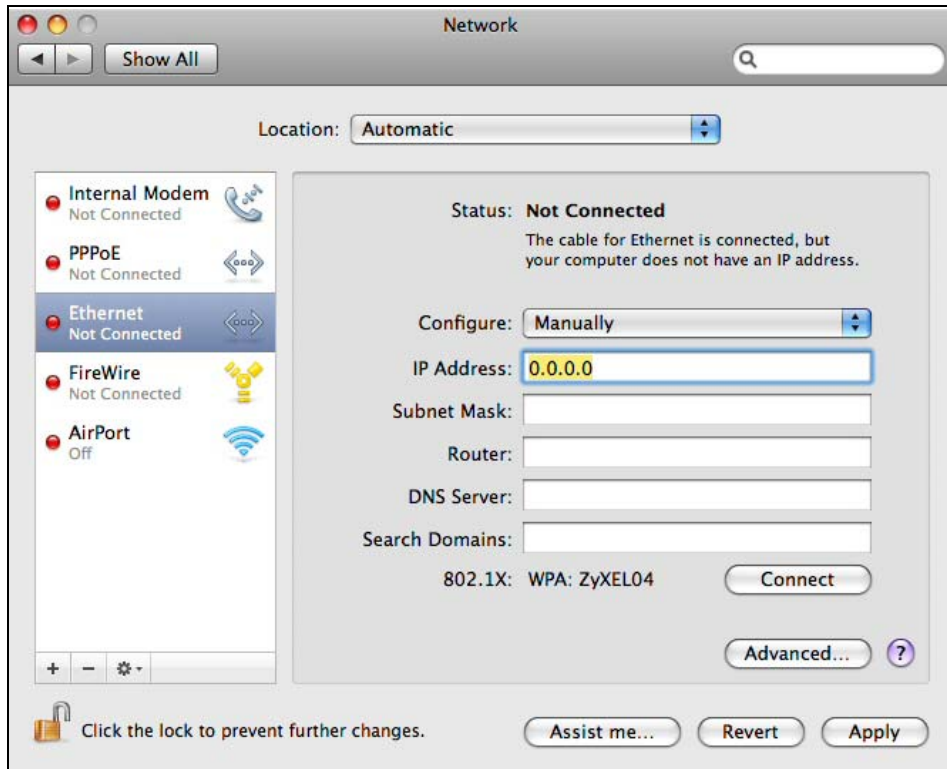 Network
Show All
Location: Automatic
Internal Modem
Not Connected
PPPoE
Not Connected
Ethernet
Not Connected
FireWire
Not Connected
AirPort
Off
Status: Not Connected
The cable for Ethernet is connected, but
your computer does not have an IP address.
Configure: Manually
IP Address: 0.0.0.0
Subnet Mask:
Router:
DNS Server:
Search Domains:
802.1X: WPA: ZyXEL04 Connect
Advanced... ?
Click the lock to prevent further changes.
Assist me... Revert Apply